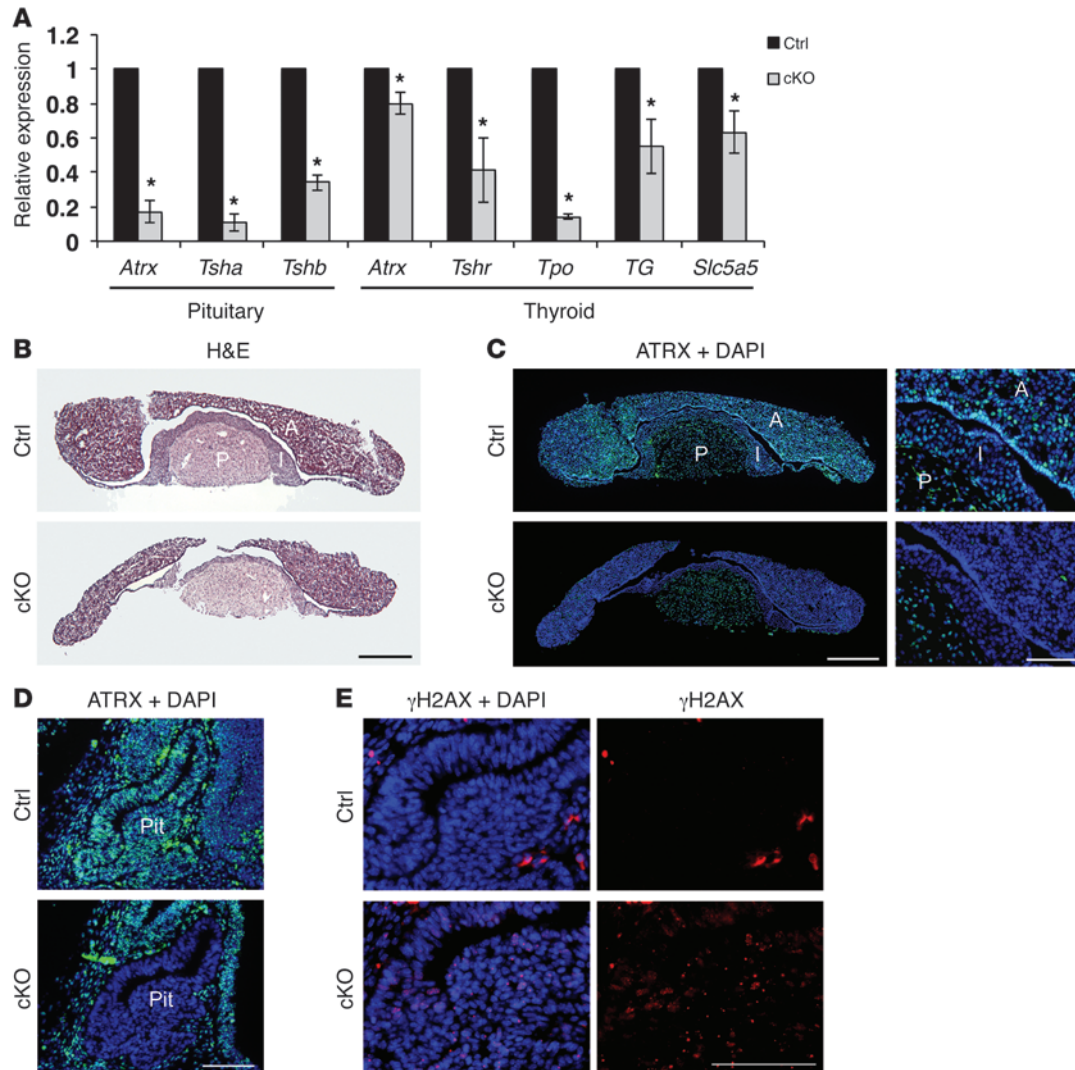 A
1.2
1
0.8
0.6
0.4
0.2
0
Relative expression
Ctrl
cKO
*
*
*
*
*
*
*
*
Atrx Tsha Tshb Atrx Tshr Tpo TG Slc5a5
Pituitary Thyroid
B
H&E
Ctrl
A
P
I
cKO
C
ATRX + DAPI
Ctrl
A
P
I
A
I
P
cKO
D
ATRX + DAPI
Ctrl
Pit
cKO
Pit
E
γH2AX + DAPI γH2AX
Ctrl
cKO